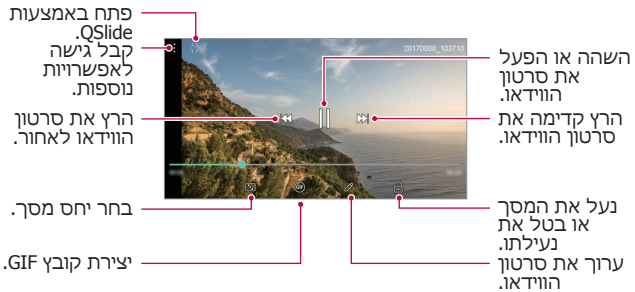 פתח באמצעות
QSlide.
קבל גישה
לאפשרויות
נוספות.
הרץ את סרטון
הווידאו לאחור.
בחר יחס מסך.
יצירת קובץ GIF.
20170808_103710
GIF
השהה או הפעל
את סרטון
הווידאו.
הרץ קדימה את
סרטון הווידאו.
נעל את המסך
או בטל את
נעילתו.
ערוך את סרטון
הווידאו.